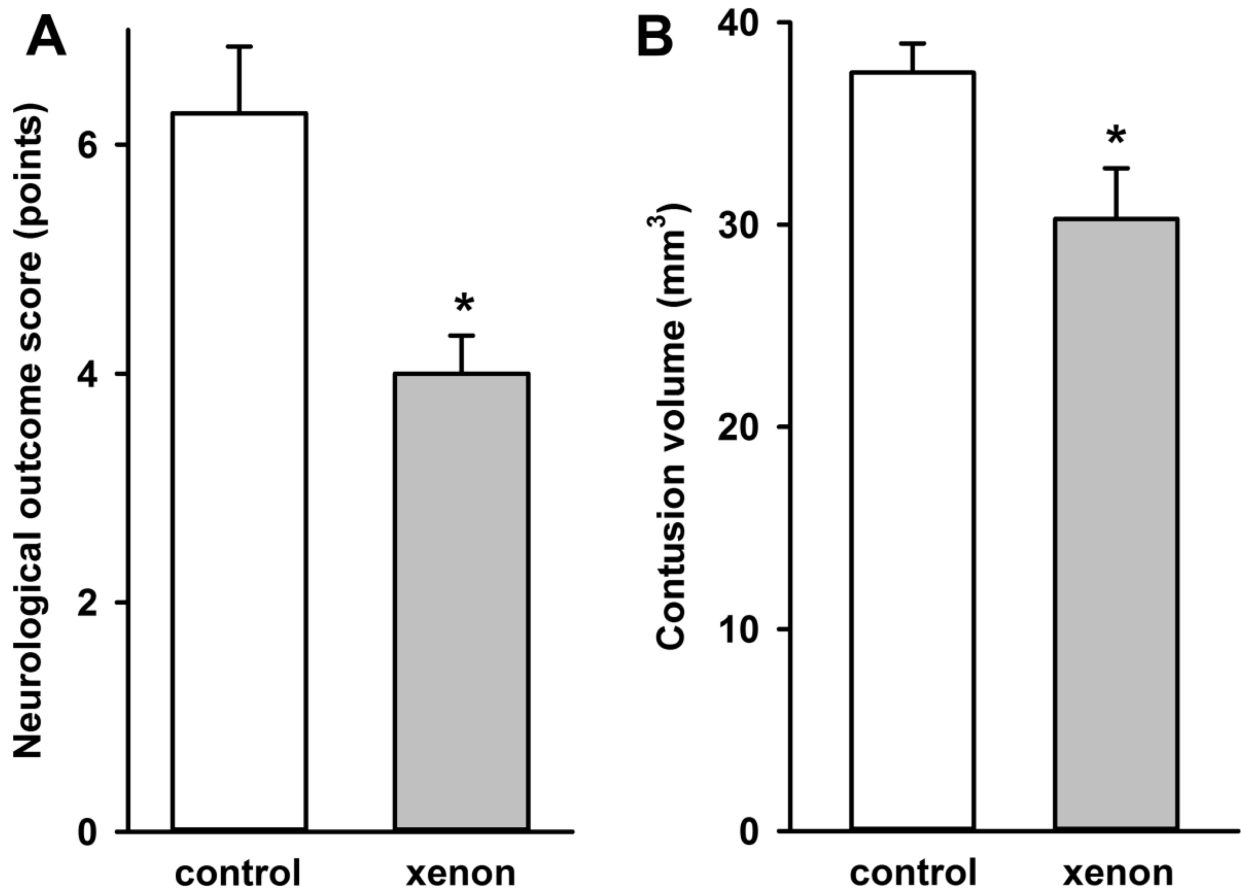 A
Neurological outcome score (points)
6
4
2
0
*
control
xenon
B
Contusion volume (mm³)
40
30
20
10
0
*
control
xenon